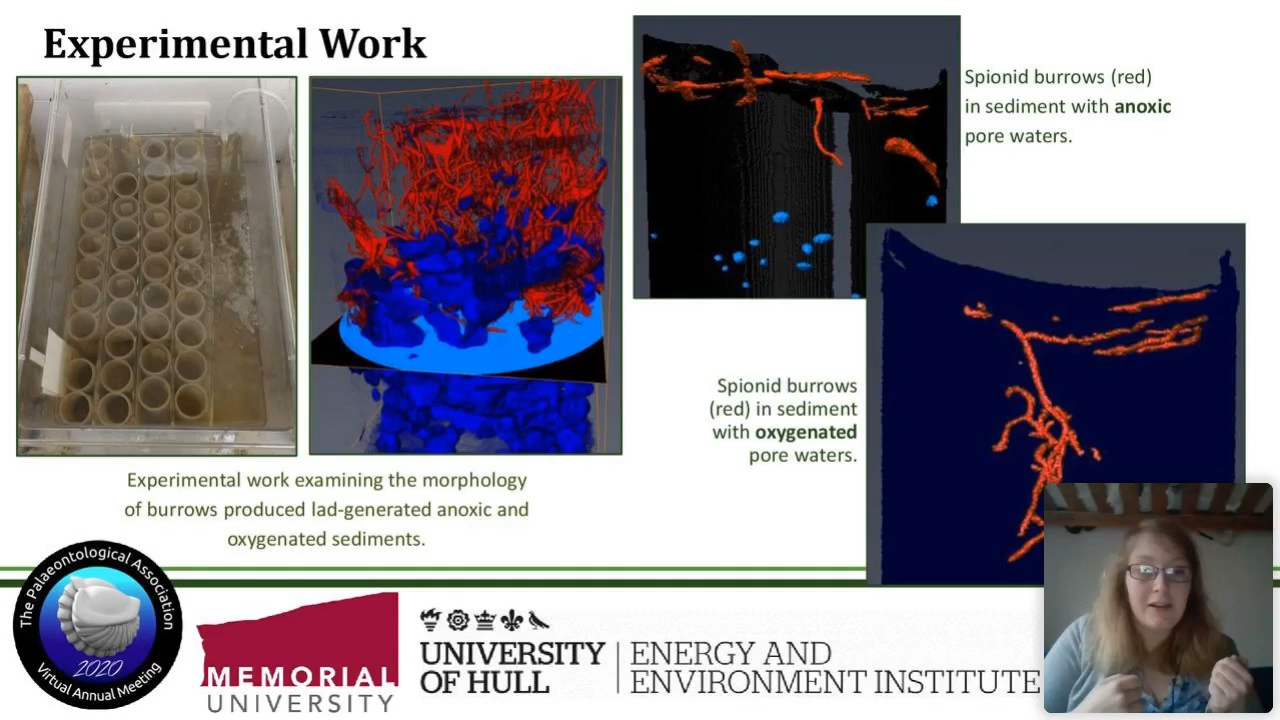 Experimental Work
Spionid burrows (red)
in sediment with anoxic
pore waters.
Spionid burrows
(red) in sediment
with oxygenated
pore waters.
Experimental work examining the morphology
of burrows produced lad-generated anoxic and
oxygenated sediments.
The Palaeontological Association
2020
Virtual Annual Meeting
MEMORIAL
UNIVERSITY
UNIVERSITY
OF HULL
ENERGY AND
ENVIRONMENT INSTITUTE